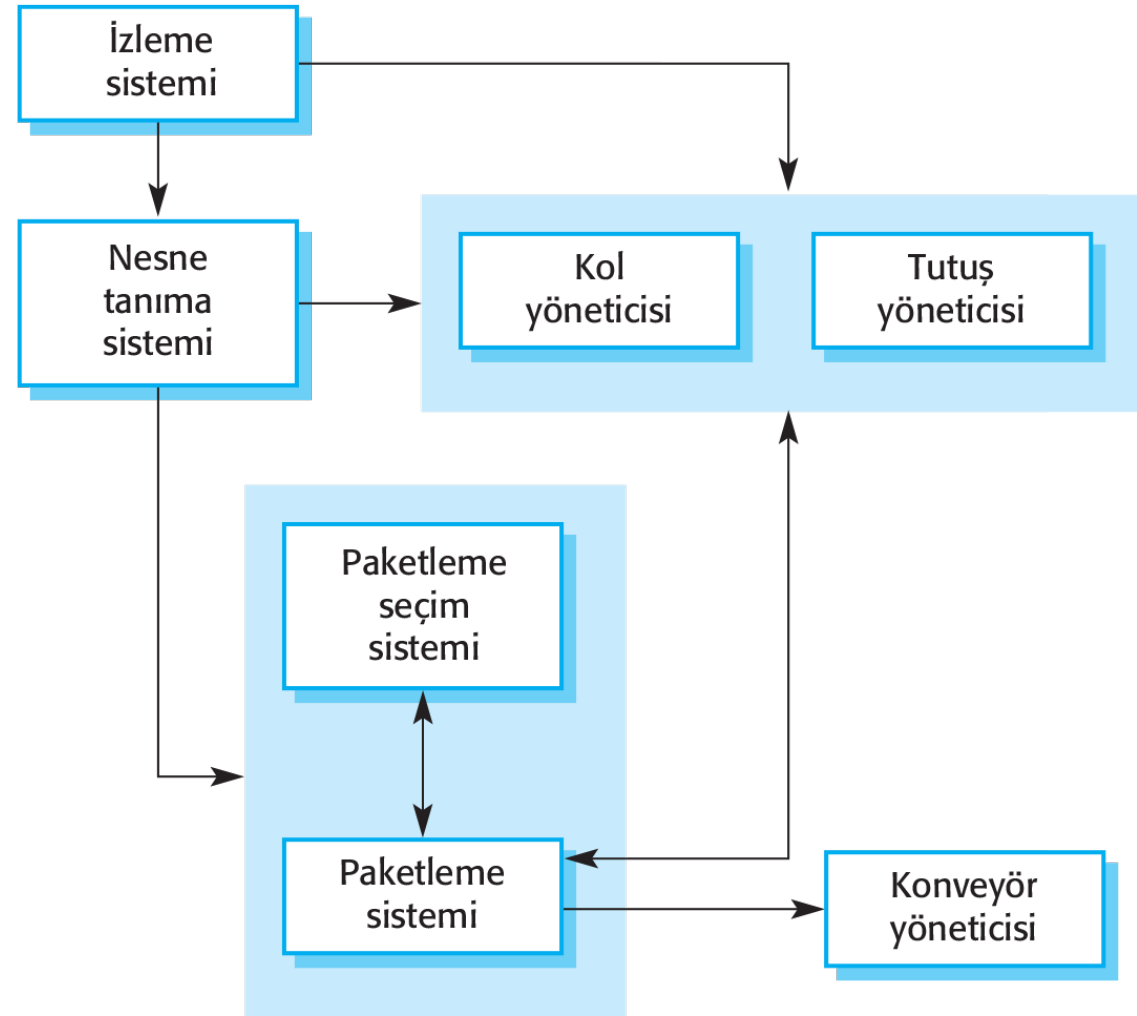 İzleme
sistemi
Nesne
tanıma
sistemi
Kol
yöneticisi
Tutuş
yöneticisi
Paketleme
seçim
sistemi
Paketleme
sistemi
Konveyör
yöneticisi